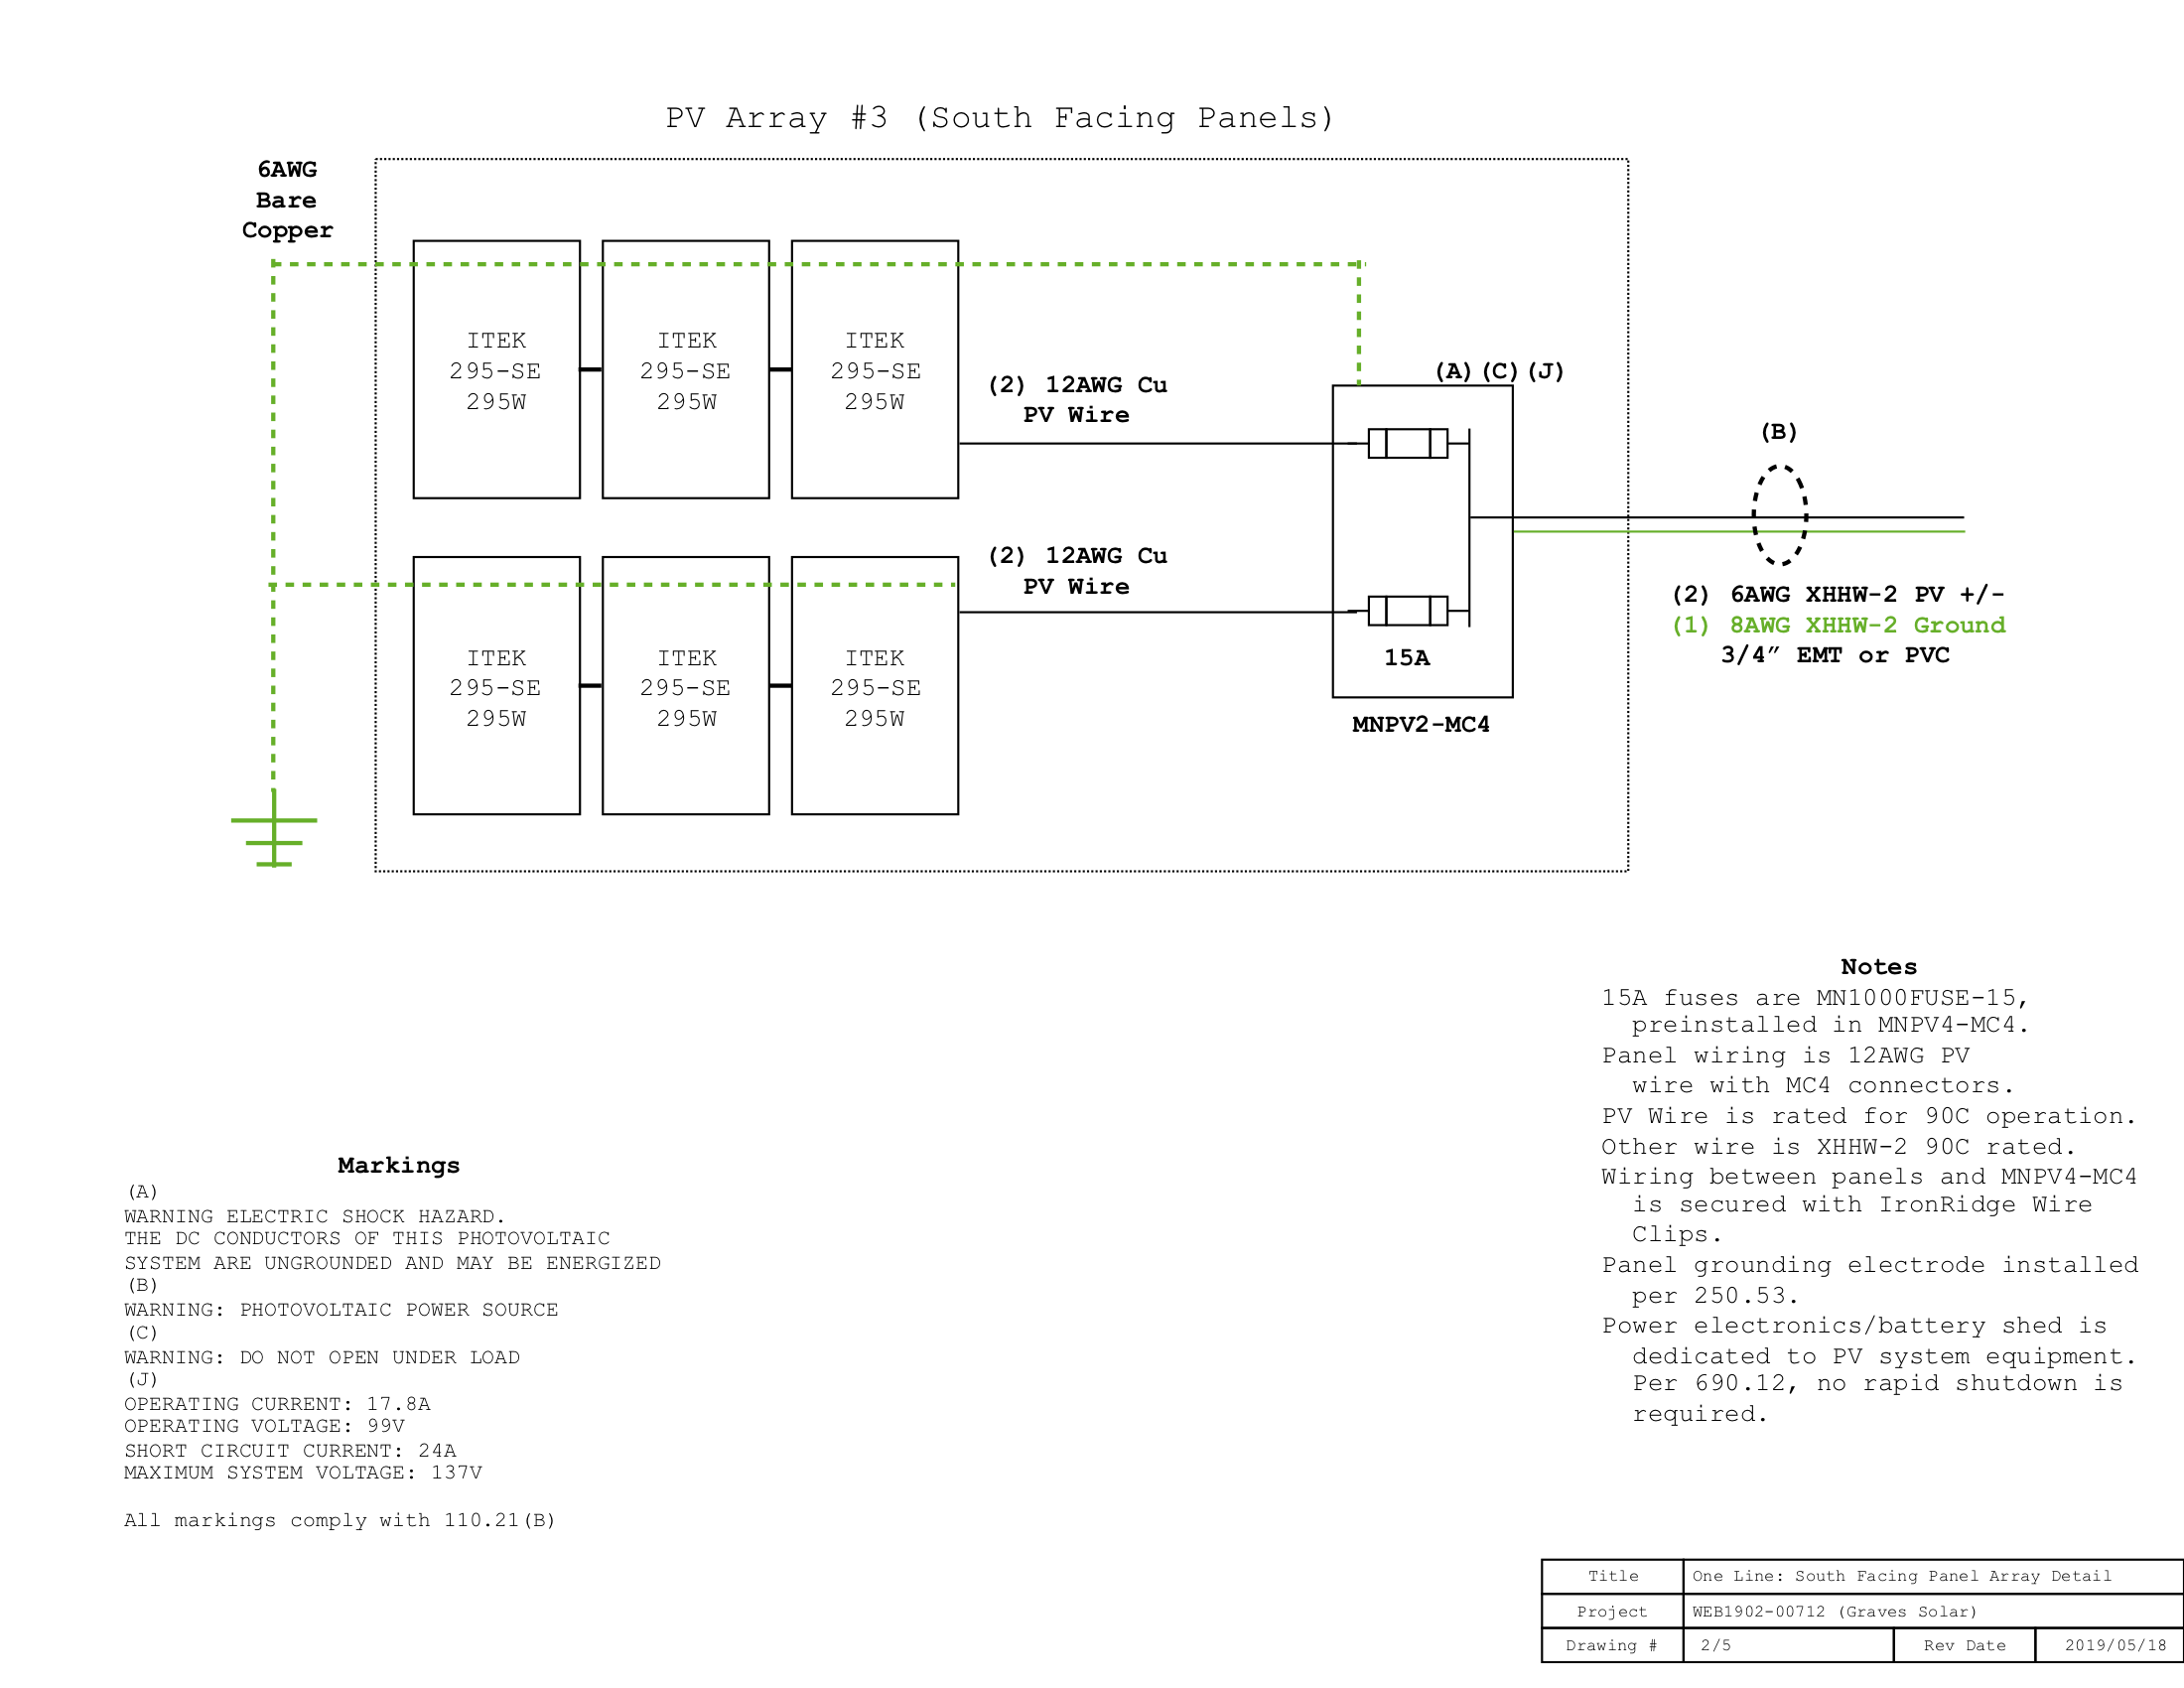 PV Array #3 (South Facing Panels)
6AWG
Bare
Copper
ITEK
295-SE
295W
ITEK
295-SE
295W
ITEK
295-SE
295W
(2) 12AWG Cu
PV Wire
(A)(C)(J)
(B)
ITEK
295-SE
295W
ITEK
295-SE
295W
ITEK
295-SE
295W
(2) 12AWG Cu
PV Wire
15A
MNPV2-MC4
(2) 6AWG XHHW-2 PV +/-
(1) 8AWG XHHW-2 Ground
3/4″ EMT or PVC
Notes
15A fuses are MN1000FUSE-15,
preinstalled in MNPV4-MC4.
Panel wiring is 12AWG PV
wire with MC4 connectors.
PV Wire is rated for 90C operation.
Other wire is XHHW-2 90C rated.
Wiring between panels and MNPV4-MC4
is secured with IronRidge Wire
Clips.
Panel grounding electrode installed
per 250.53.
Power electronics/battery shed is
dedicated to PV system equipment.
Per 690.12, no rapid shutdown is
required.
Markings
(A)
WARNING ELECTRIC SHOCK HAZARD.
THE DC CONDUCTORS OF THIS PHOTOVOLTAIC
SYSTEM ARE UNGROUNDED AND MAY BE ENERGIZED
(B)
WARNING: PHOTOVOLTAIC POWER SOURCE
(C)
WARNING: DO NOT OPEN UNDER LOAD
(J)
OPERATING CURRENT: 17.8A
OPERATING VOLTAGE: 99V
SHORT CIRCUIT CURRENT: 24A
MAXIMUM SYSTEM VOLTAGE: 137V
All markings comply with 110.21(B)
Title One Line: South Facing Panel Array Detail
Project WEB1902-00712 (Graves Solar)
Drawing # 2/5 Rev Date 2019/05/18